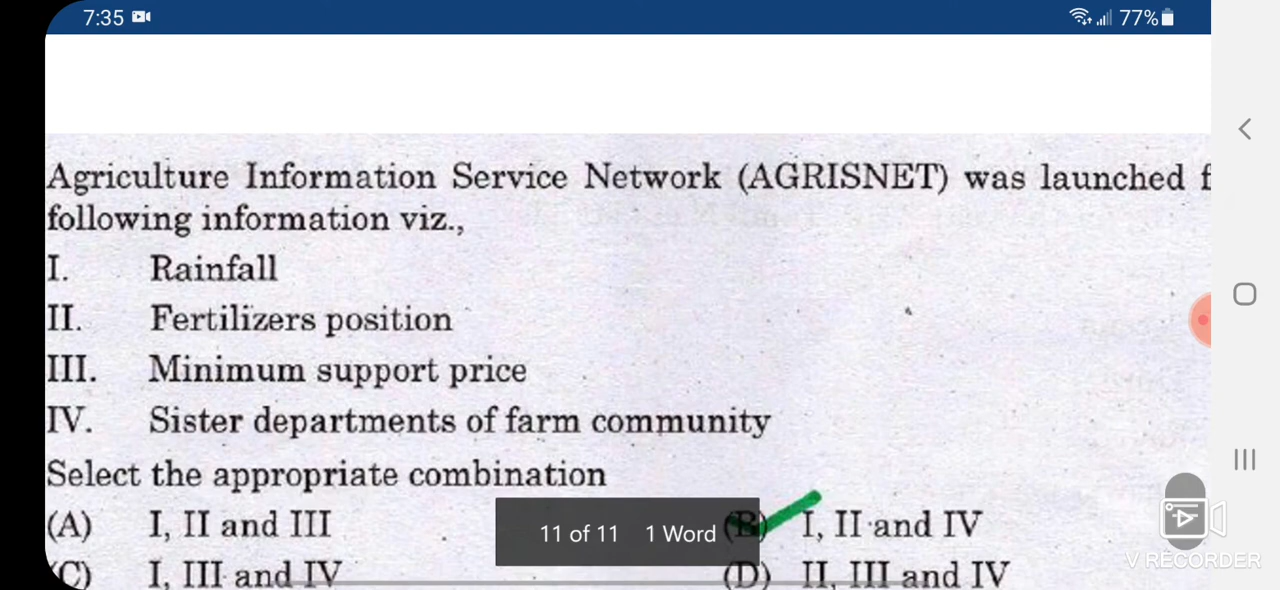 7:35
77%
Agriculture Information Service Network (AGRISNET) was launched f
following information viz.,
I. Rainfall
II. Fertilizers position
III. Minimum support price
IV. Sister departments of farm community
Select the appropriate combination
(A) I, II and III (B) I, II and IV
11 of 11 1 Word
(C) I, III and IV (D) II, III and IV
V RECORDER